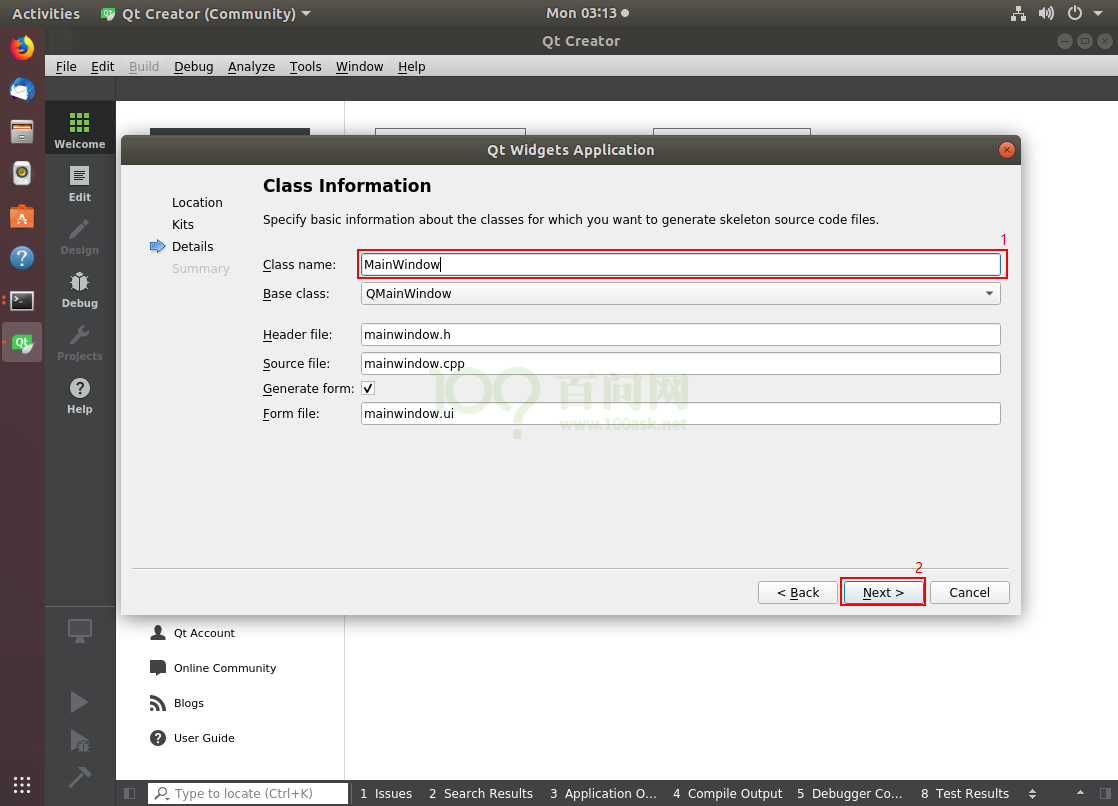 Activities Qt Creator (Community) Mon 03:13
Qt Creator
File Edit Build Debug Analyze Tools Window Help
Welcome
Edit
Design
Debug
Projects
Help
Qt Widgets Application
Location
Kits
Details
Summary
Class Information
Specify basic information about the classes for which you want to generate skeleton source code files.
1
Class name: MainWindow
Base class: QMainWindow
Header file: mainwindow.h
Source file: mainwindow.cpp
Generate form:
Form file: mainwindow.ui
100? 百问网
www.100ask.net
2
< Back Next > Cancel
Qt Account
Online Community
Blogs
User Guide
Type to locate (Ctrl+K) 1 Issues 2 Search Results 3 Application O... 4 Compile Output 5 Debugger Co... 8 Test Results